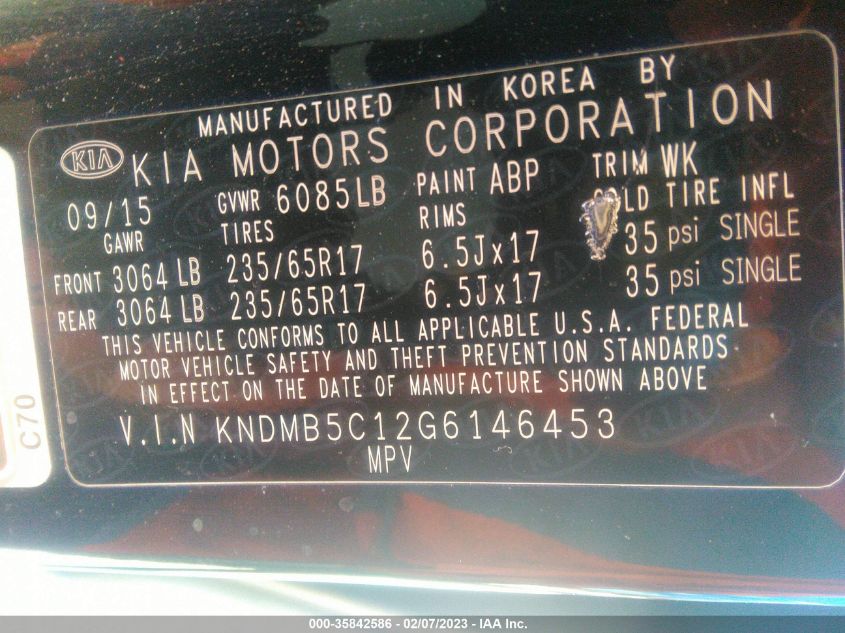 MANUFACTURED IN KOREA BY
KIA KIA MOTORS CORPORATION
09/15 GVWR 6085LB PAINT ABP TRIM WK
GAWR TIRES RIMS COLD TIRE INFL
FRONT 3064 LB 235/65R17 6.5Jx17 35 psi SINGLE
REAR 3064 LB 235/65R17 6.5Jx17 35 psi SINGLE
THIS VEHICLE CONFORMS TO ALL APPLICABLE U.S.A. FEDERAL
MOTOR VEHICLE SAFETY AND THEFT PREVENTION STANDARDS
IN EFFECT ON THE DATE OF MANUFACTURE SHOWN ABOVE
V.I.N KNDMB5C12G6146453
MPV
C70
000-35842586 - 02/07/2023 - IAA Inc.